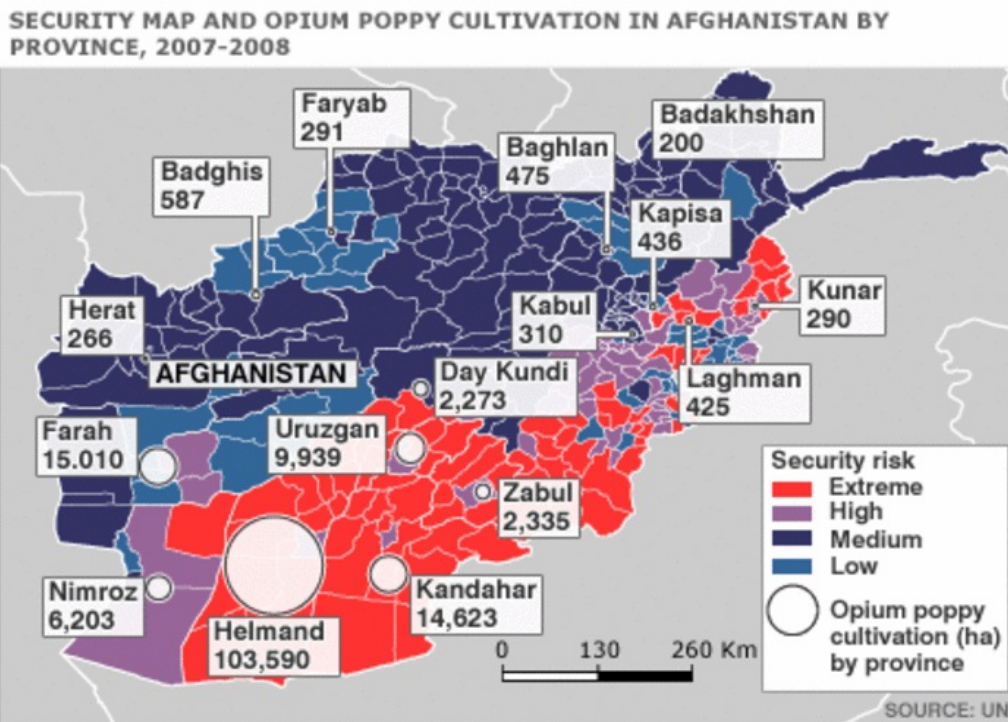 SECURITY MAP AND OPIUM POPPY CULTIVATION IN AFGHANISTAN BY
PROVINCE, 2007-2008
Faryab
291
Badakhshan
200
Baghlan
475
Badghis
587
Kapisa
436
Kunar
290
Herat
266
Kabul
310
AFGHANISTAN
Day Kundi
2,273
Laghman
425
Farah
15.010
Uruzgan
9,939
Zabul
2,335
Nimroz
6,203
Kandahar
14,623
Helmand
103,590
Security risk
Extreme
High
Medium
Low
Opium poppy
cultivation (ha)
by province
0 130 260 Km
SOURCE: UN